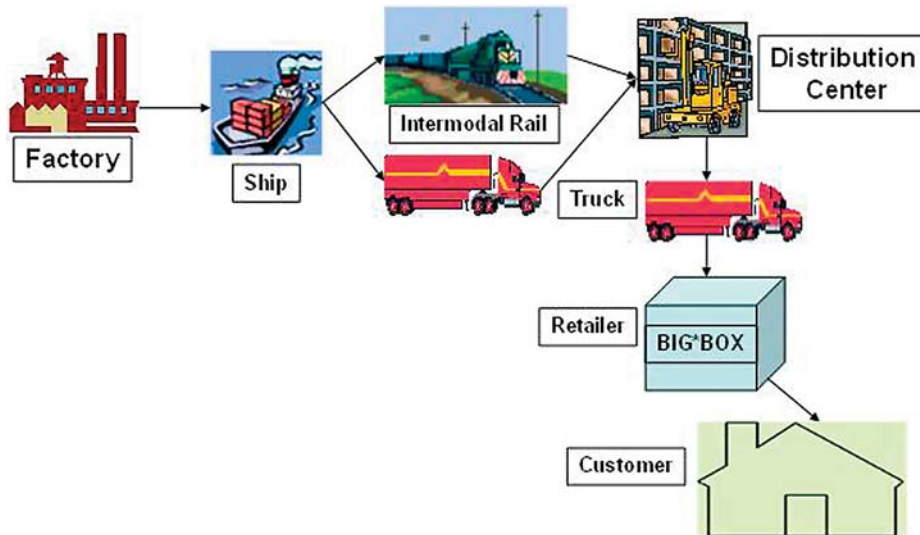 Factory
Ship
Intermodal Rail
Distribution
Center
Truck
Retailer
BIG*BOX
Customer